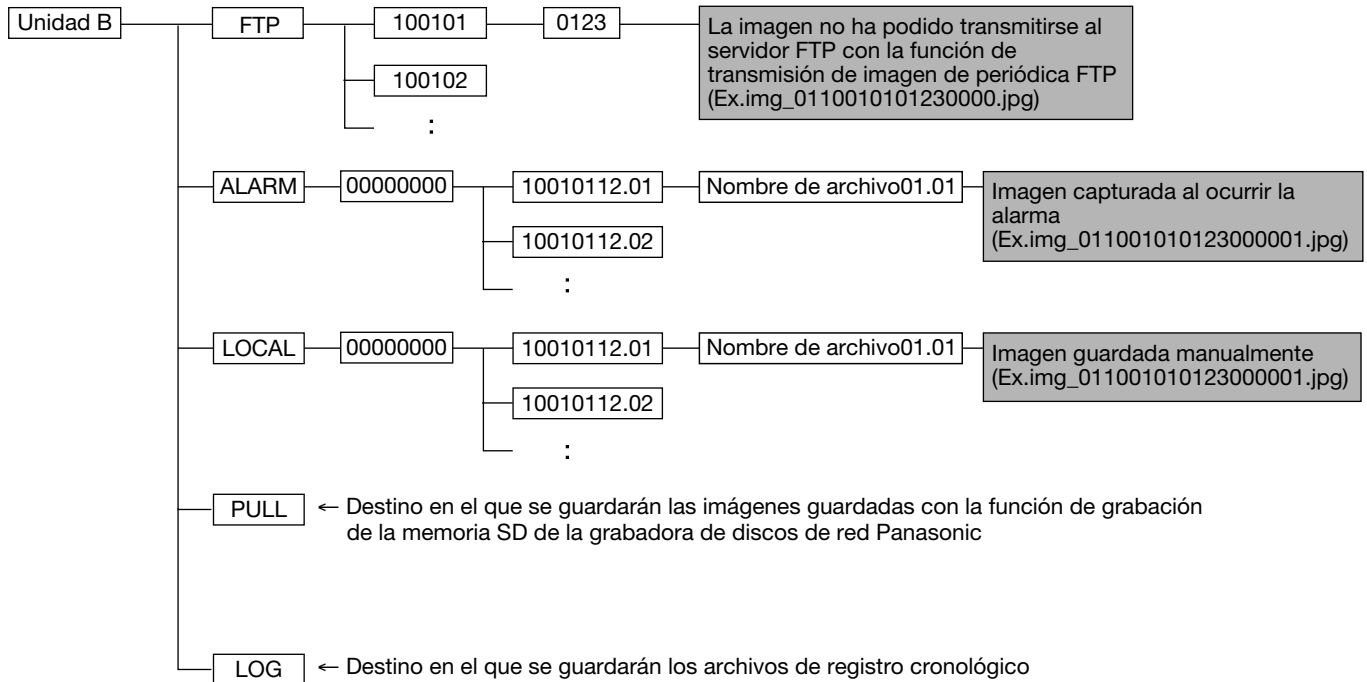 Unidad B
FTP
100101
0123
La imagen no ha podido transmitirse al
servidor FTP con la función de
transmisión de imagen de periódica FTP
(Ex.img_0110010101230000.jpg)
100102
:
ALARM
00000000
10010112.01
Nombre de archivo01.01
Imagen capturada al ocurrir la
alarma
(Ex.img_011001010123000001.jpg)
10010112.02
:
LOCAL
00000000
10010112.01
Nombre de archivo01.01
Imagen guardada manualmente
(Ex.img_011001010123000001.jpg)
10010112.02
:
PULL
← Destino en el que se guardarán las imágenes guardadas con la función de grabación
de la memoria SD de la grabadora de discos de red Panasonic
LOG
← Destino en el que se guardarán los archivos de registro cronológico